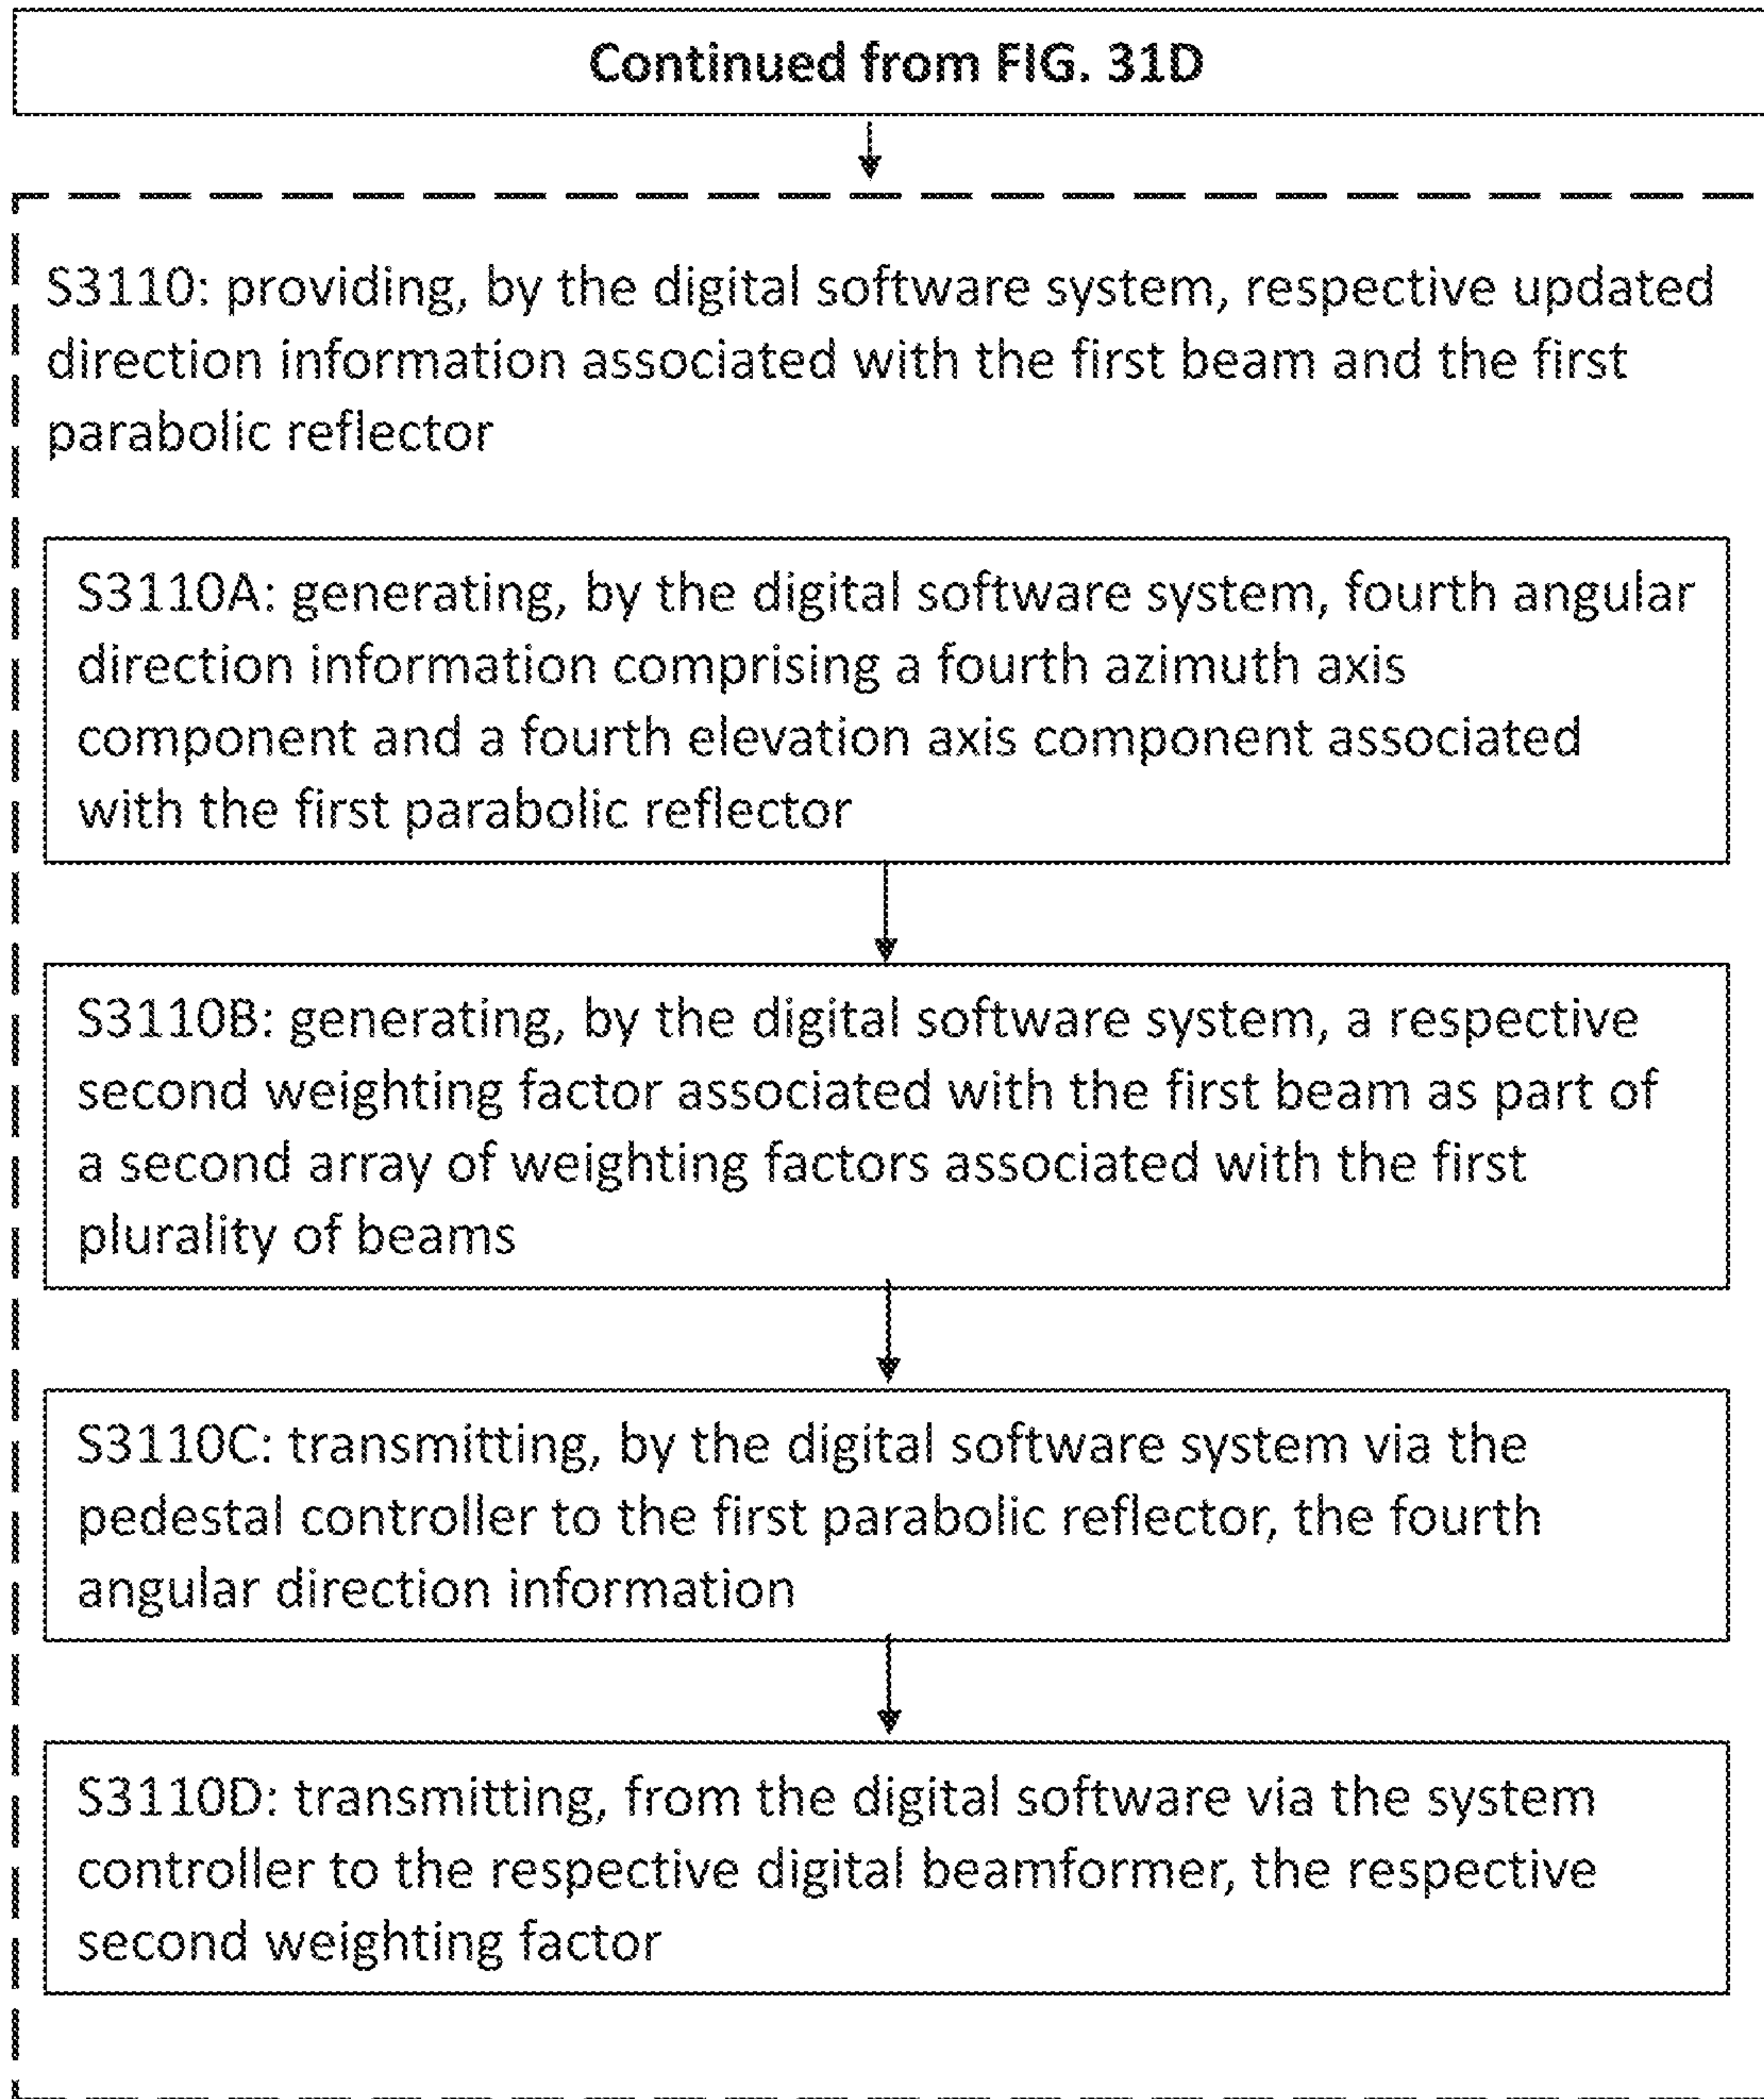 Continued from FIG. 31D
S3110: providing, by the digital software system, respective updated
direction information associated with the first beam and the first
parabolic reflector
S3110A: generating, by the digital software system, fourth angular
direction information comprising a fourth azimuth axis
component and a fourth elevation axis component associated
with the first parabolic reflector
S3110B: generating, by the digital software system, a respective
second weighting factor associated with the first beam as part of
a second array of weighting factors associated with the first
plurality of beams
S3110C: transmitting, by the digital software system via the
pedestal controller to the first parabolic reflector, the fourth
angular direction information
S3110D: transmitting, from the digital software via the system
controller to the respective digital beamformer, the respective
second weighting factor